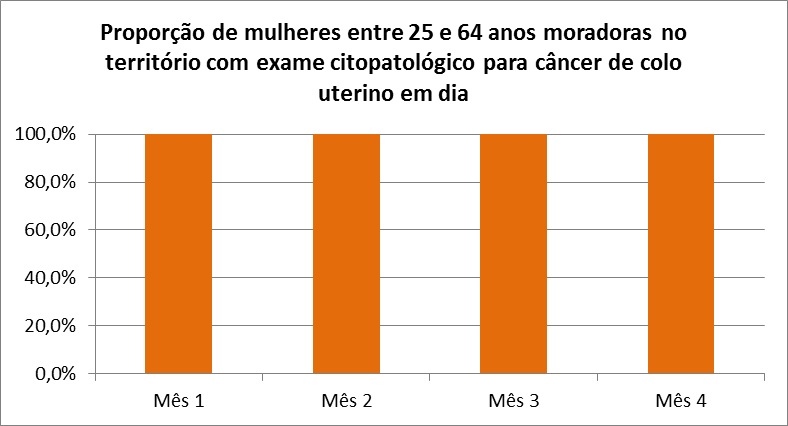 Proporção de mulheres entre 25 e 64 anos moradoras no
território com exame citopatológico para câncer de colo
uterino em dia
100,0%
80,0%
60,0%
40,0%
20,0%
0,0%
Mês 1 Mês 2 Mês 3 Mês 4